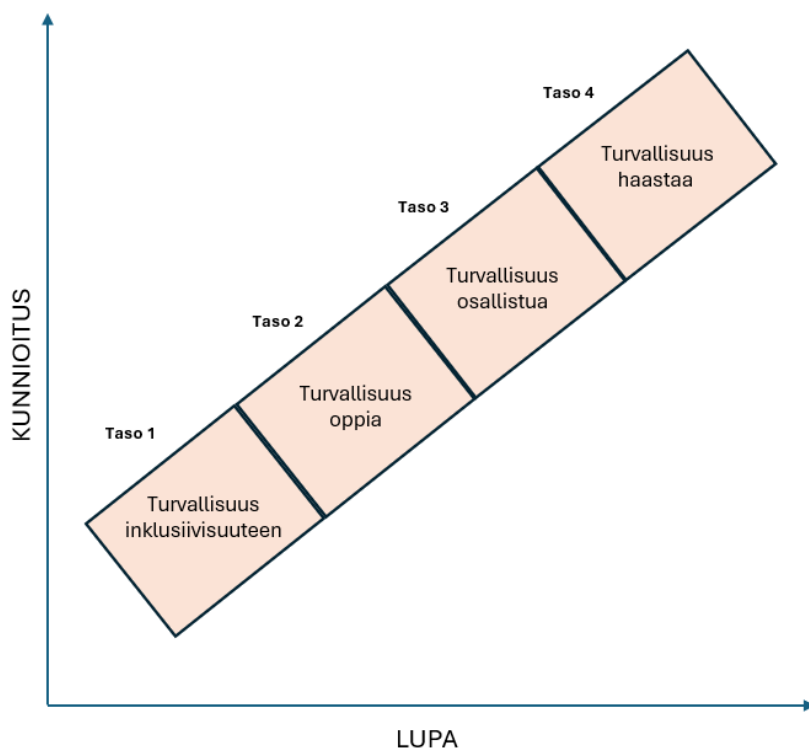 Taso 4
Turvallisuus
haastaa
Taso 3
Turvallisuus
osallistua
Taso 2
Turvallisuus
oppia
Taso 1
Turvallisuus
inklusiivisuuteen
KUNNIOITUS
LUPA